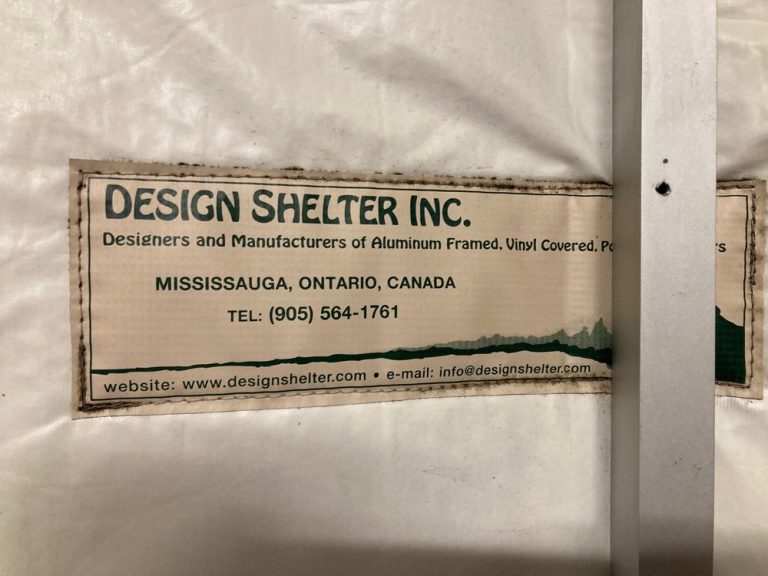 DESIGN SHELTER INC.
Designers and Manufacturers of Aluminum Framed, Vinyl Covered,
MISSISSAUGA, ONTARIO, CANADA
TEL: (905) 564-1761
website: www.designshelter.com • e-mail: info@designshelter.com